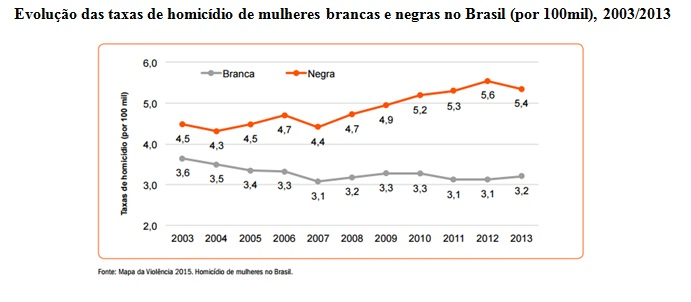 Evolução das taxas de homicídio de mulheres brancas e negras no Brasil (por 100mil), 2003/2013
Taxas de homicídio (por 100 mil)
6,0
5,0
4,0
3,0
2,0
Branca Negra
4,5 4,3 4,5 4,7 4,4 4,7 4,9 5,2 5,3 5,6 5,4
3,6 3,5 3,4 3,3 3,1 3,2 3,3 3,3 3,1 3,1 3,2
2003 2004 2005 2006 2007 2008 2009 2010 2011 2012 2013
Fonte: Mapa da Violência 2015. Homicídio de mulheres no Brasil.